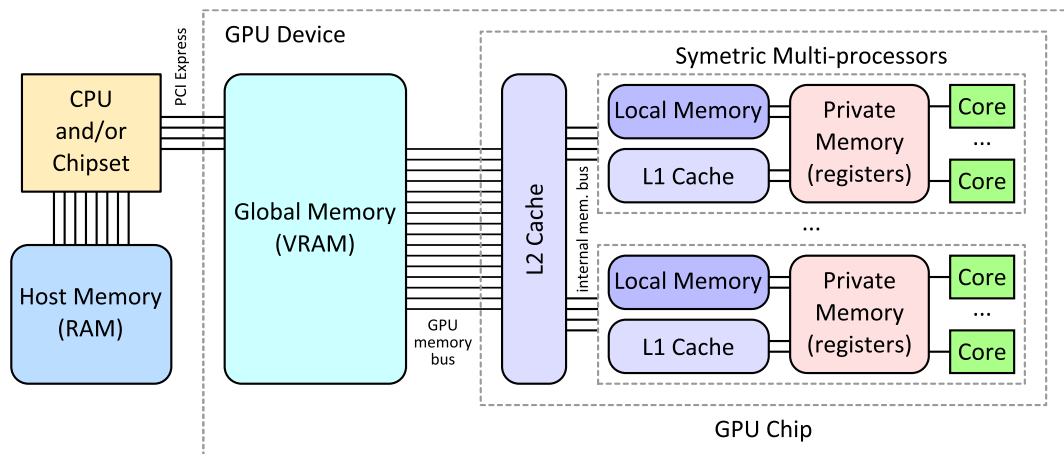 GPU Device
PCI Express
CPU
and/or
Chipset
Host Memory
(RAM)
Global Memory
(VRAM)
GPU
memory
bus
L2 Cache
internal mem. bus
Symetric Multi-processors
Local Memory
L1 Cache
Private
Memory
(registers)
Core
...
Core
...
Local Memory
L1 Cache
Private
Memory
(registers)
Core
...
Core
GPU Chip